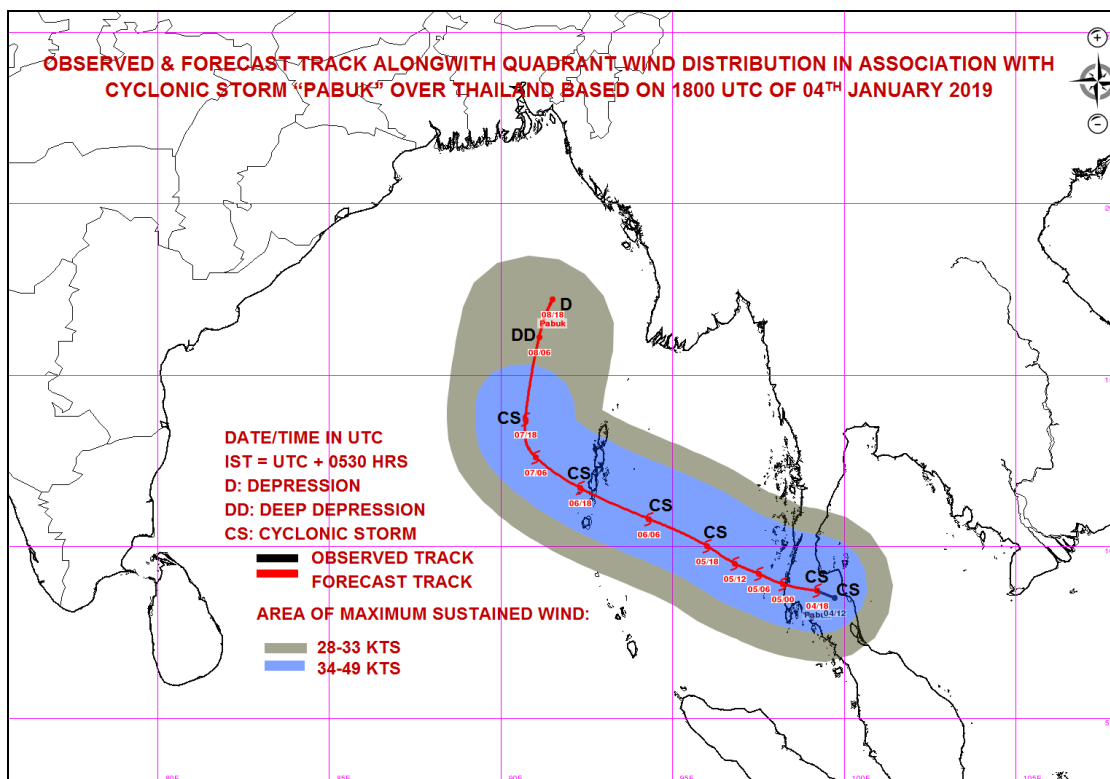 OBSERVED & FORECAST TRACK ALONGWITH QUADRANT WIND DISTRIBUTION IN ASSOCIATION WITH
CYCLONIC STORM “PABUK” OVER THAILAND BASED ON 1800 UTC OF 04TH JANUARY 2019
+
−
D
08/18
Pabuk
DD
08/06
CS
07/18
07/06
CS
06/18
CS
06/06
CS
05/18
05/12
05/06
05/00
CS
04/18
CS
04/12
DATE/TIME IN UTC
IST = UTC + 0530 HRS
D: DEPRESSION
DD: DEEP DEPRESSION
CS: CYCLONIC STORM
OBSERVED TRACK
FORECAST TRACK
AREA OF MAXIMUM SUSTAINED WIND:
28-33 KTS
34-49 KTS